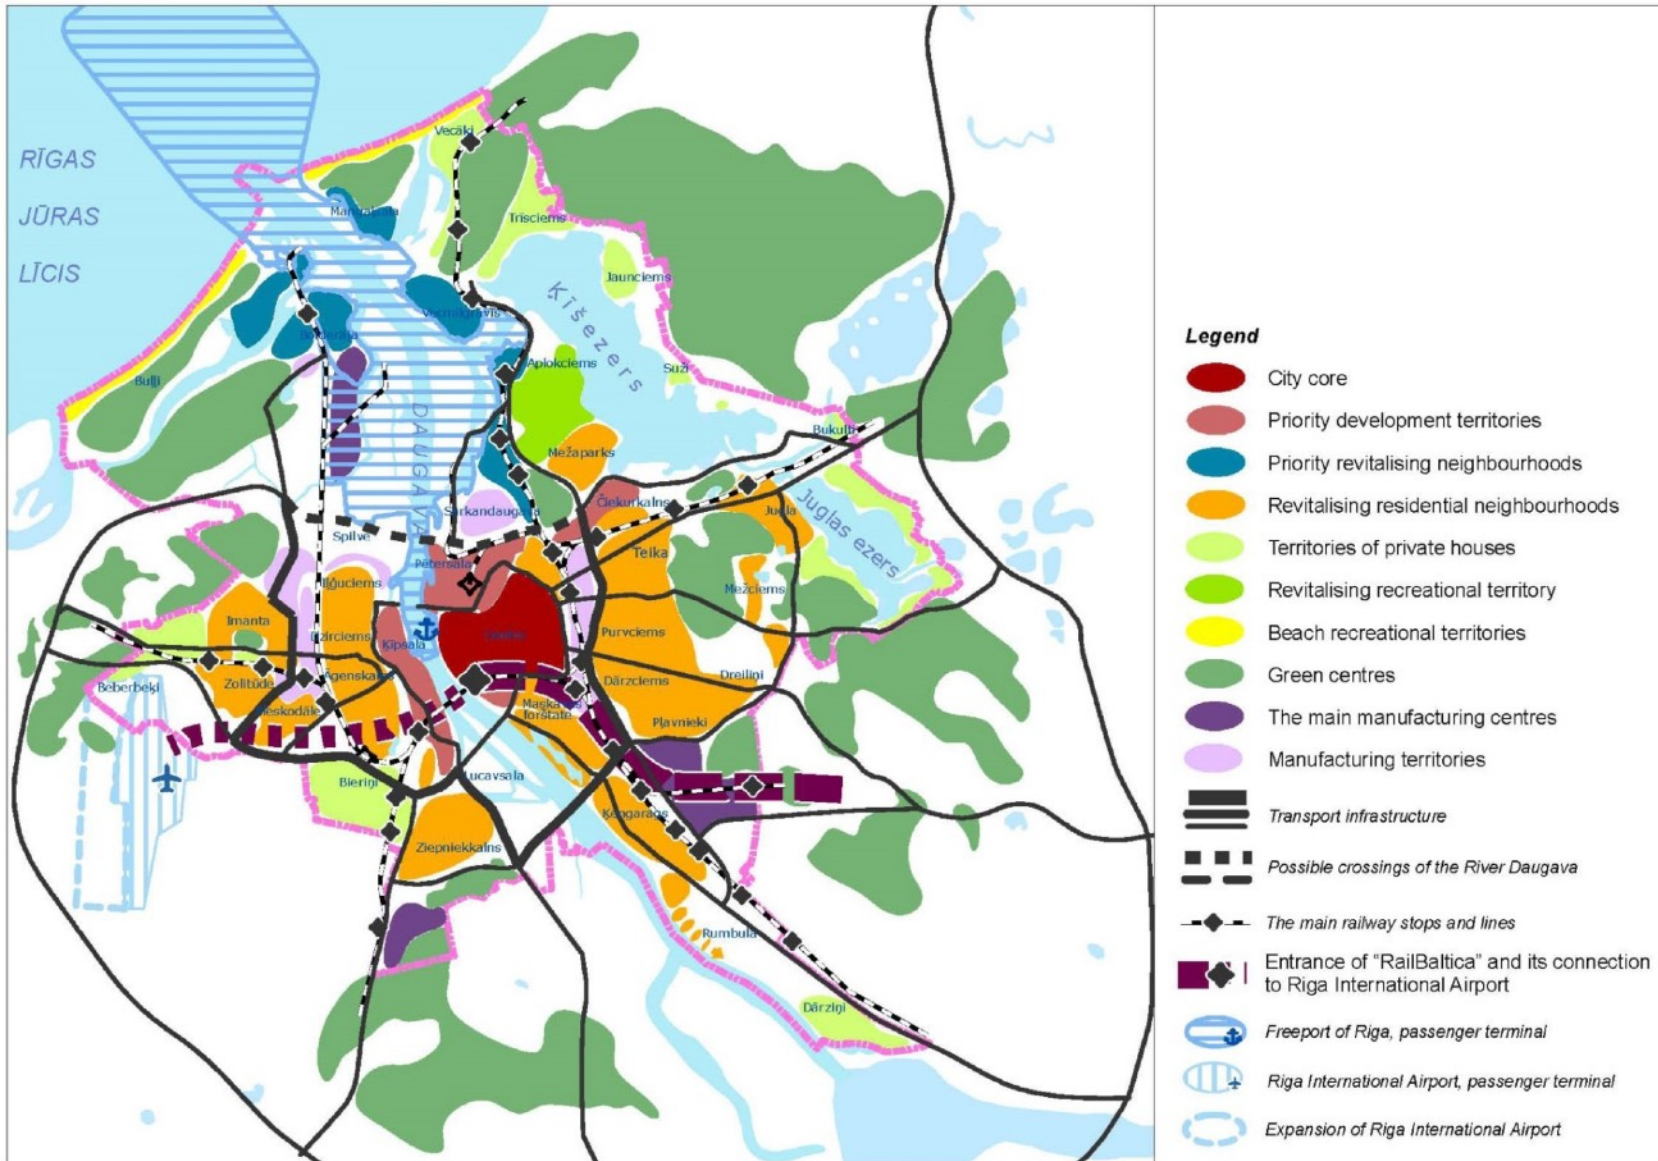 RĪGAS
JŪRAS
LĪCIS
Vecāķi
Mangaļsala
Trīsciems
Jaunciems
Ķīšezers
Vecmīlgrāvis
Bolderāja
Buļļi
Aplokciems
Suži
DAUGAVA
Bukulti
Mežaparks
Čiekurkalns
Jugla
Juglas ezers
Sarkandaugava
Spilve
Teika
Pētersala
Iļģuciems
Mežciems
Imanta
Dzirciems
Ķīpsala
Purvciems
Beberbeķi
Zolitūde
Āgenskalns
Dārzciems
Dreiliņi
Pleskodāle
Maskavas
forštate
Pļavnieki
Bieriņi
Lucavsala
Ķengarags
Ziepniekkalns
Rumbula
Dārziņi
Legend
City core
Priority development territories
Priority revitalising neighbourhoods
Revitalising residential neighbourhoods
Territories of private houses
Revitalising recreational territory
Beach recreational territories
Green centres
The main manufacturing centres
Manufacturing territories
Transport infrastructure
Possible crossings of the River Daugava
The main railway stops and lines
Entrance of "RailBaltica" and its connection
to Riga International Airport
Freeport of Riga, passenger terminal
Riga International Airport, passenger terminal
Expansion of Riga International Airport